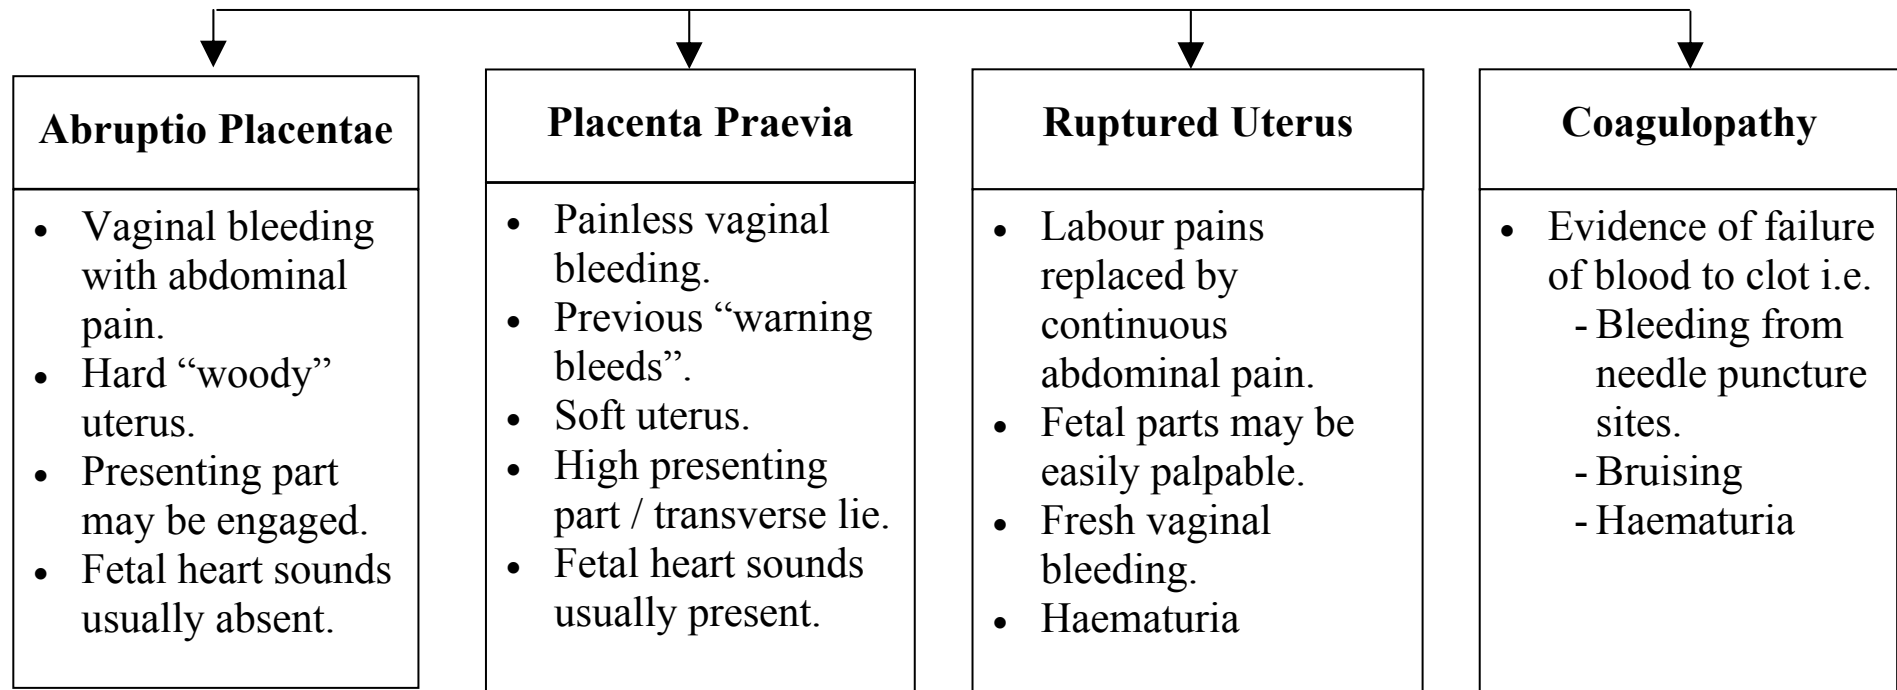 Abruptio Placentae
• Vaginal bleeding
with abdominal
pain.
• Hard “woody”
uterus.
• Presenting part
may be engaged.
• Fetal heart sounds
usually absent.
Placenta Praevia
• Painless vaginal
bleeding.
• Previous “warning
bleeds”.
• Soft uterus.
• High presenting
part / transverse lie.
• Fetal heart sounds
usually present.
Ruptured Uterus
• Labour pains
replaced by
continuous
abdominal pain.
• Fetal parts may be
easily palpable.
• Fresh vaginal
bleeding.
• Haematuria
Coagulopathy
• Evidence of failure
of blood to clot i.e.
- Bleeding from
needle puncture
sites.
- Bruising
- Haematuria